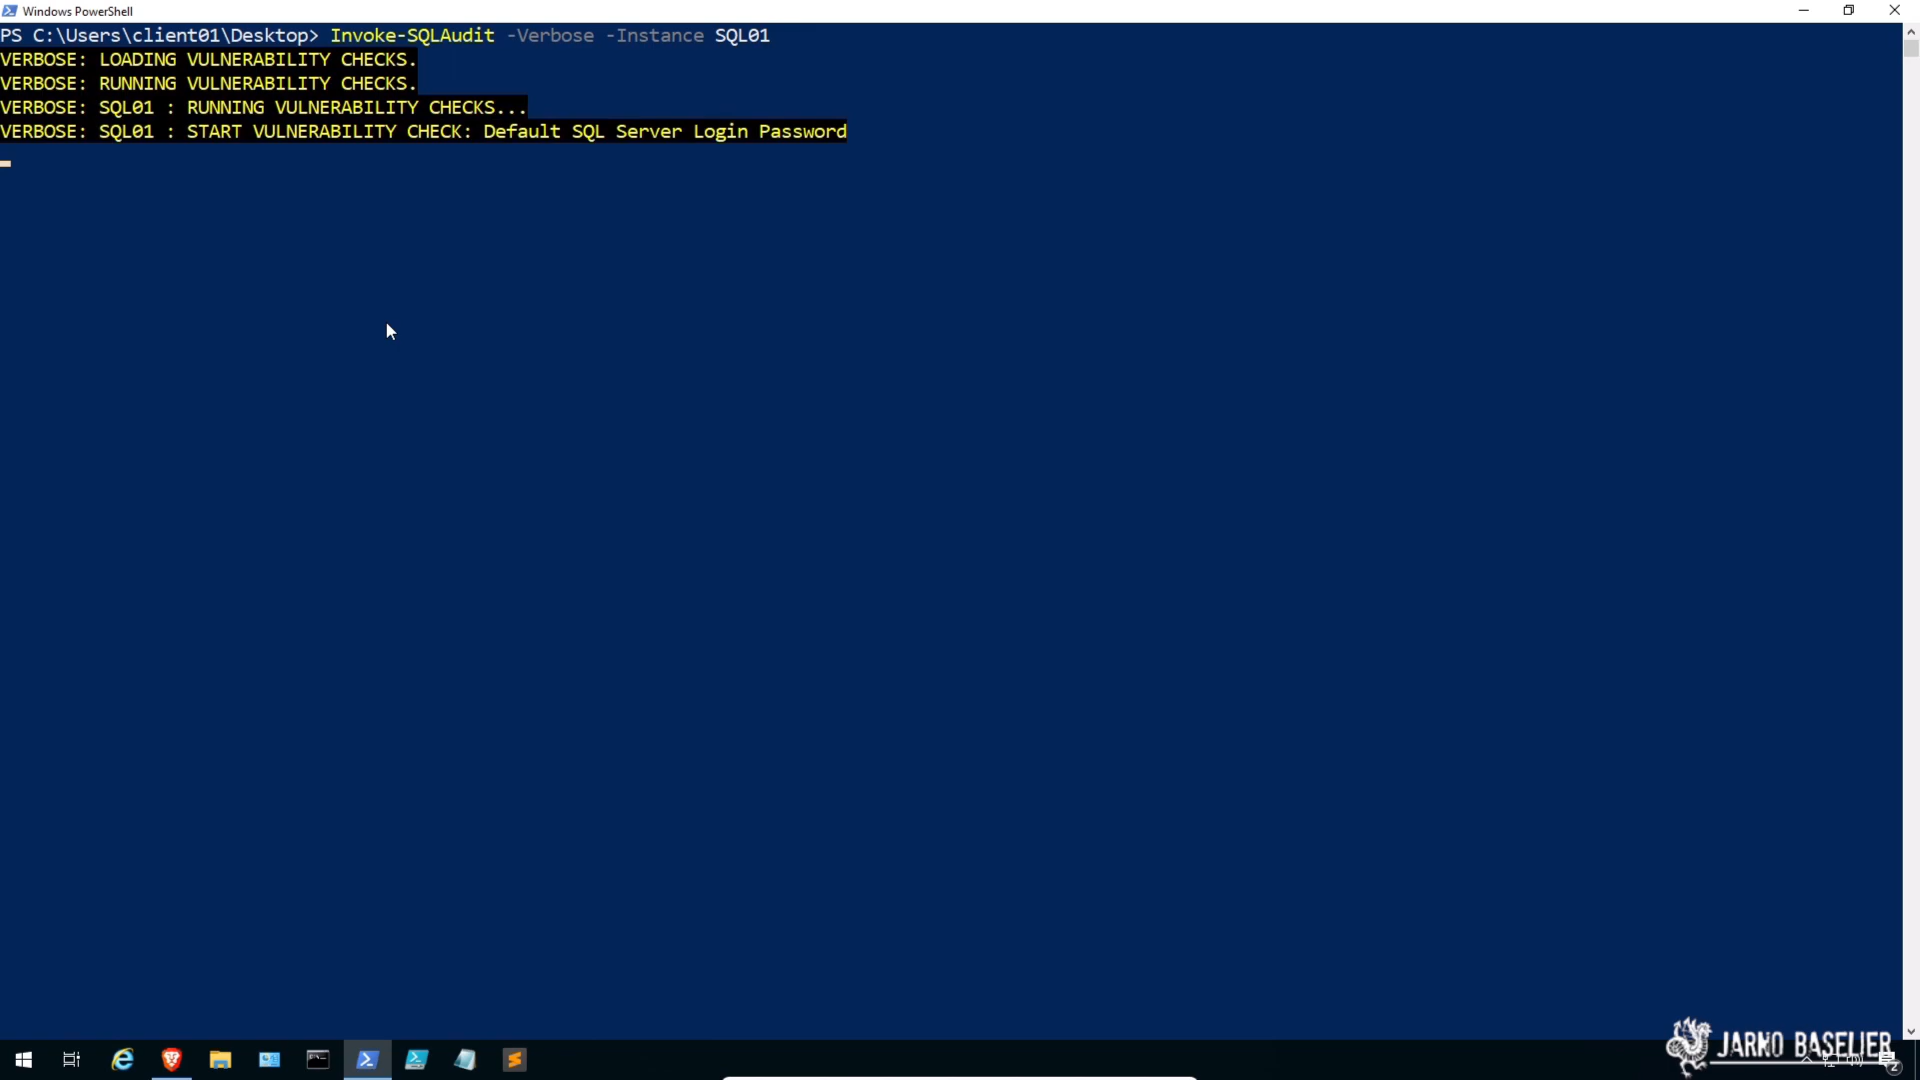 Windows PowerShell
PS C:\Users\client01\Desktop> Invoke-SQLAudit -Verbose -Instance SQL01
VERBOSE: LOADING VULNERABILITY CHECKS.
VERBOSE: RUNNING VULNERABILITY CHECKS.
VERBOSE: SQL01 : RUNNING VULNERABILITY CHECKS...
VERBOSE: SQL01 : START VULNERABILITY CHECK: Default SQL Server Login Password
JARNO BASELIER
2